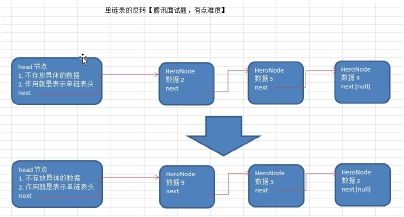 单链表的反转【腾讯面试题，有点难度】
head 节点
1. 不存放具体的数据
2. 作用就是表示单链表头
next
HeroNode
数据 2
next
HeroNode
数据 5
next
HeroNode
数据 9
next [null]
head 节点
1. 不存放具体的数据
2. 作用就是表示单链表头
next
HeroNode
数据 9
next
HeroNode
数据 5
next
HeroNode
数据 2
next [null]